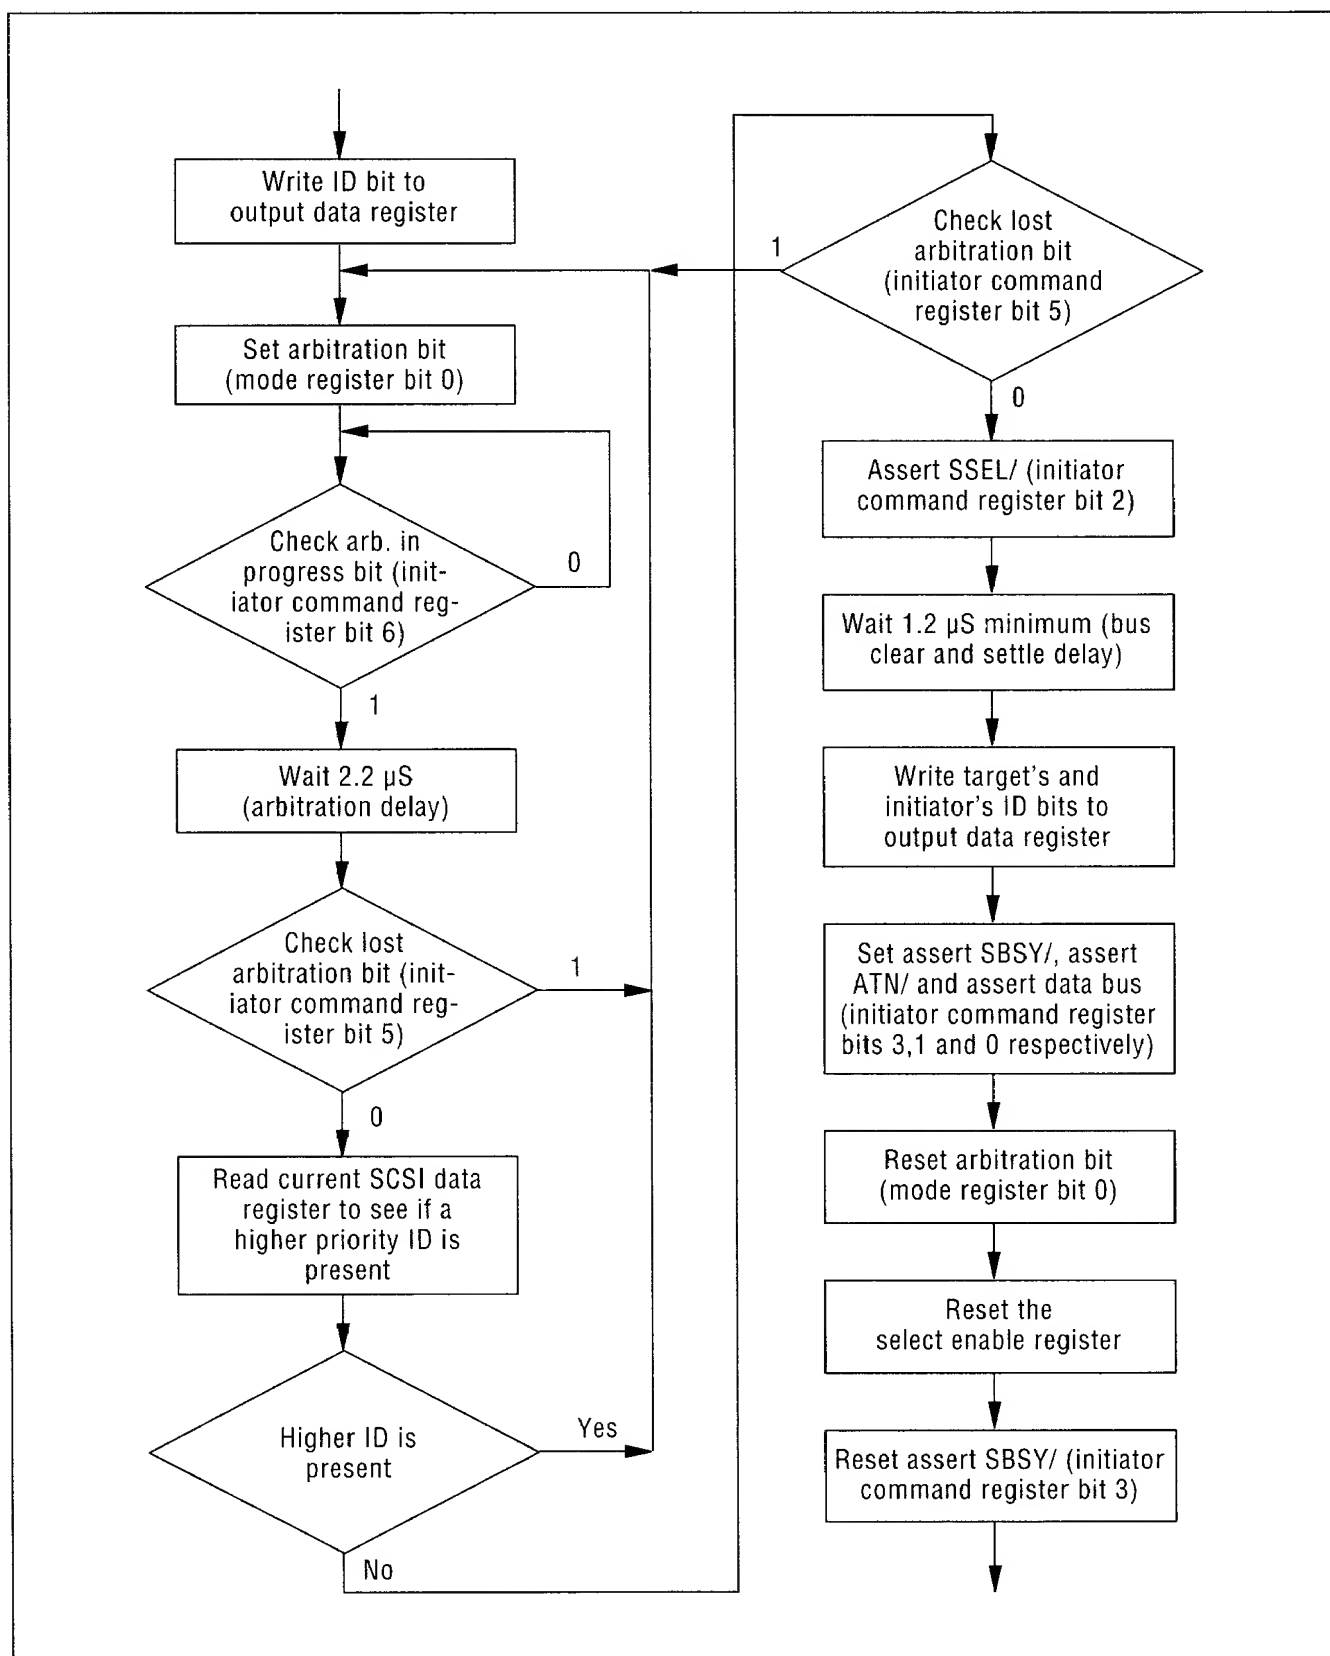 Write ID bit to
output data register
Set arbitration bit
(mode register bit 0)
Check arb. in
progress bit (init-
iator command reg-
ister bit 6)
0
1
Wait 2.2 µS
(arbitration delay)
Check lost
arbitration bit (init-
iator command reg-
ister bit 5)
1
0
Read current SCSI data
register to see if a
higher priority ID is
present
Higher ID is
present
Yes
No
Check lost
arbitration bit
(initiator command
register bit 5)
1
0
Assert SSEL/ (initiator
command register bit 2)
Wait 1.2 µS minimum (bus
clear and settle delay)
Write target's and
initiator's ID bits to
output data register
Set assert SBSY/, assert
ATN/ and assert data bus
(initiator command register
bits 3,1 and 0 respectively)
Reset arbitration bit
(mode register bit 0)
Reset the
select enable register
Reset assert SBSY/ (initiator
command register bit 3)